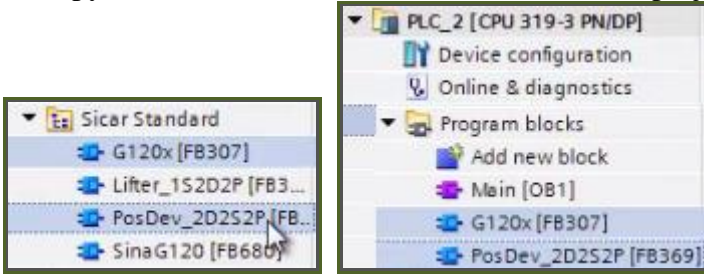 Sicar Standard
G120x [FB307]
Lifter_1S2D2P [FB3...
PosDev_2D2S2P [FB..
SinaG120 [FB680]
PLC_2 [CPU 319-3 PN/DP]
Device configuration
Online & diagnostics
Program blocks
Add new block
Main [OB1]
G120x [FB307]
PosDev_2D2S2P [FB369]